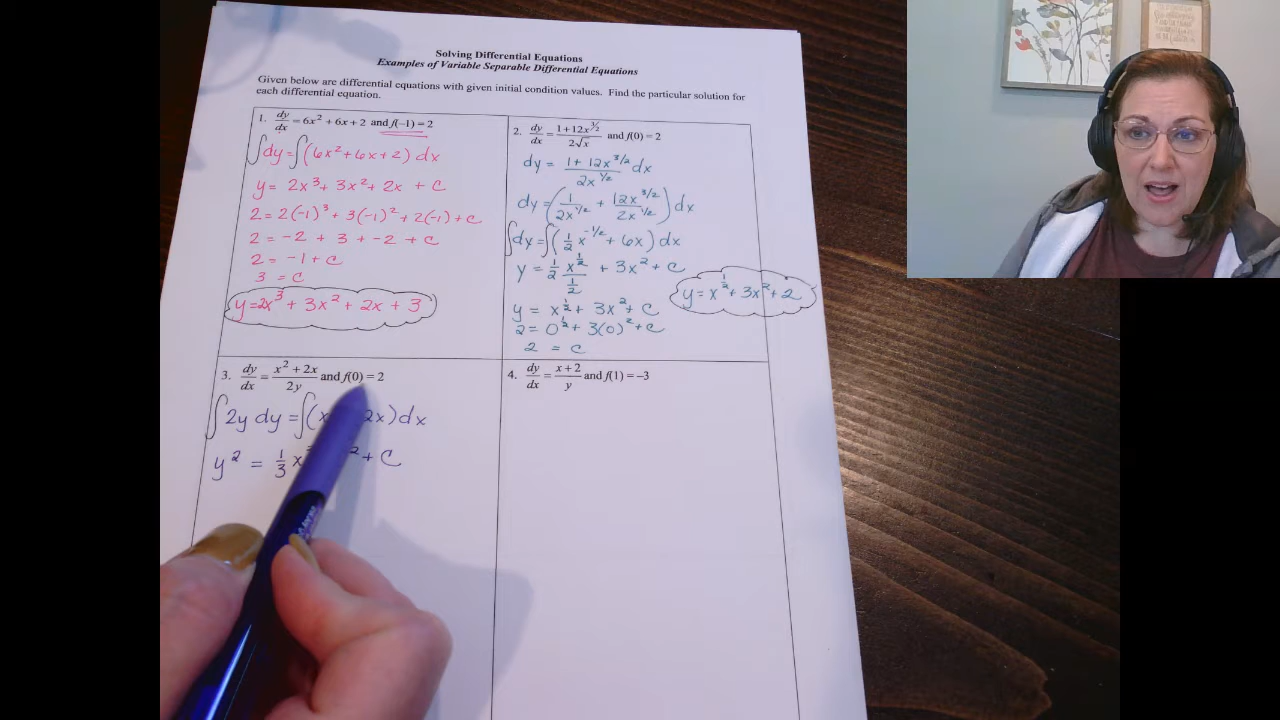 Solving Differential Equations
Examples of Variable Separable Differential Equations
Given below are differential equations with given initial condition values. Find the particular solution for
each differential equation.
1. dy/dx = 6x² + 6x + 2 and f(−1) = 2
∫dy = ∫(6x² + 6x + 2) dx
y = 2x³ + 3x² + 2x + C
2 = 2(-1)³ + 3(-1)² + 2(-1) + C
2 = -2 + 3 + -2 + C
2 = -1 + C
3 = C
y = 2x³ + 3x² + 2x + 3
2. dy/dx = (1+12x^(3/2))/(2√x) and f(0) = 2
dy = (1 + 12x^(3/2))/(2x^(1/2)) dx
dy = (1/(2x^(1/2)) + 12x^(3/2)/(2x^(1/2))) dx
∫dy = ∫(1/2 x^(-1/2) + 6x) dx
y = 1/2 x^(1/2)/(1/2) + 3x² + C
y = x^(1/2) + 3x² + C
2 = 0^(1/2) + 3(0)² + C
2 = C
y = x^(1/2) + 3x² + 2
3. dy/dx = (x² + 2x)/(2y) and f(0) = 2
∫2y dy = ∫(x 2x) dx
y² = 1/3 x ² + C
4. dy/dx = (x+2)/y and f(1) = −3